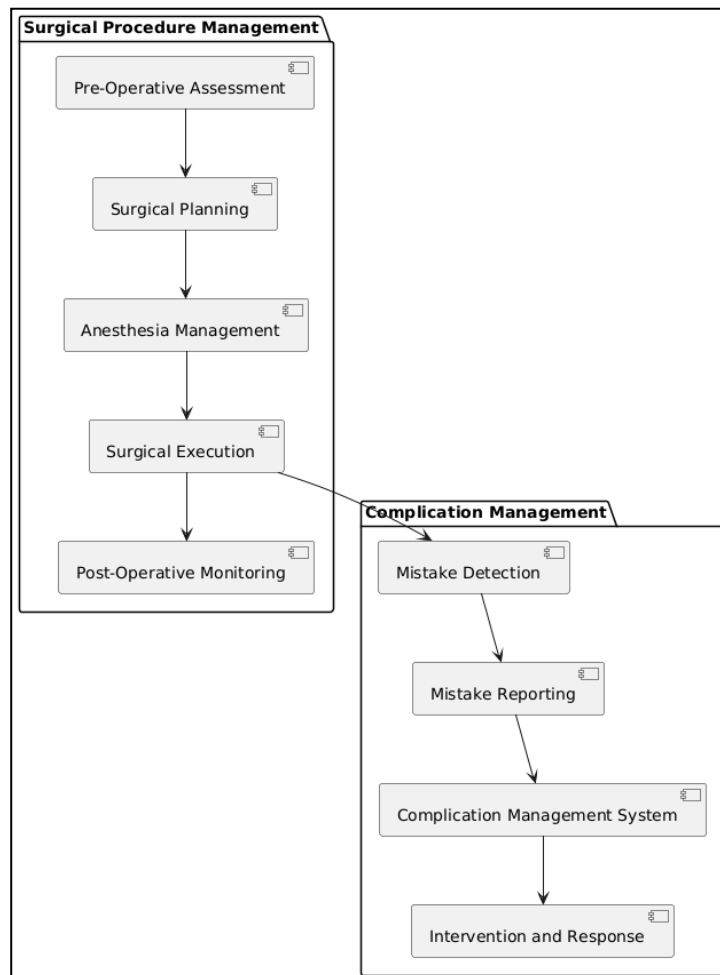 Surgical Procedure Management
Pre-Operative Assessment
Surgical Planning
Anesthesia Management
Surgical Execution
Post-Operative Monitoring
Complication Management
Mistake Detection
Mistake Reporting
Complication Management System
Intervention and Response